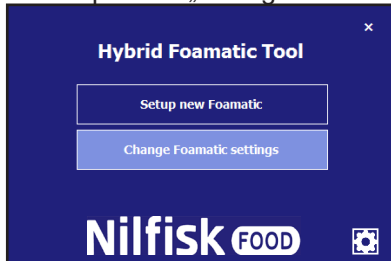 ×
Hybrid Foamatic Tool
Setup new Foamatic
Change Foamatic settings
Nilfisk FOOD